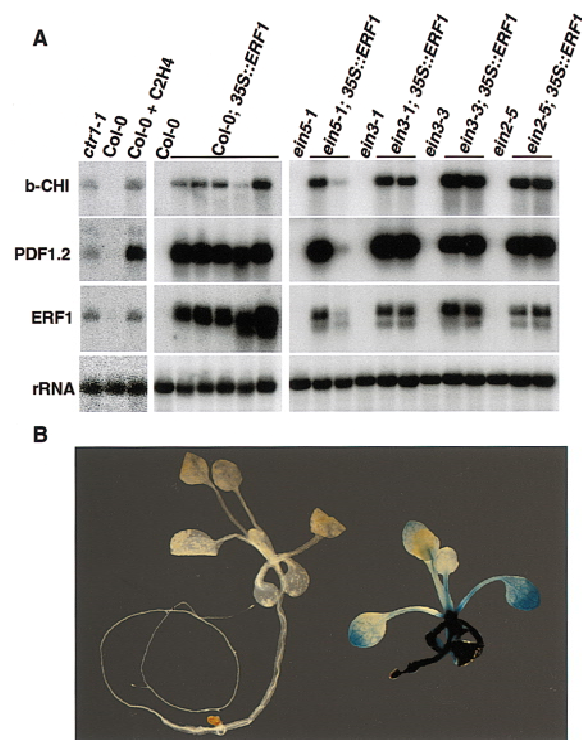 A
ctr1-1
Col-0
Col-0 + C2H4
Col-0
Col-0; 35S::ERF1
ein5-1
ein5-1; 35S::ERF1
ein3-1
ein3-1; 35S::ERF1
ein3-3
ein3-3; 35S::ERF1
ein2-5
ein2-5; 35S::ERF1
b-CHI
PDF1.2
ERF1
rRNA
B